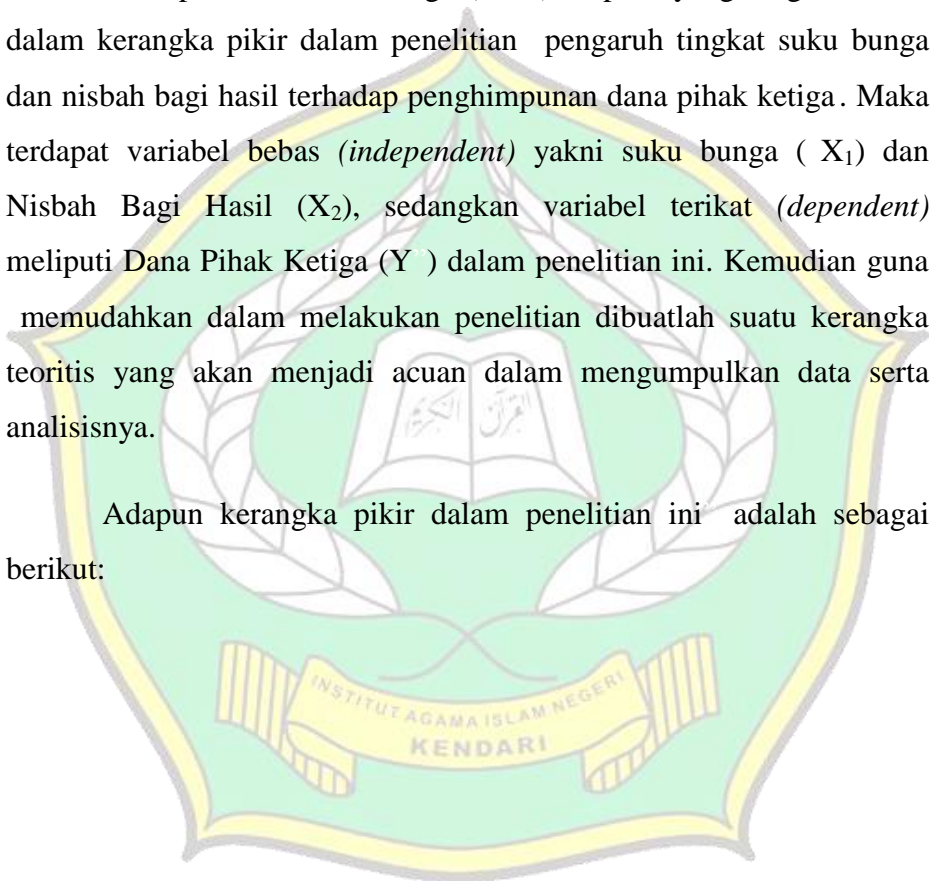 dalam kerangka pikir dalam penelitian pengaruh tingkat suku bunga
dan nisbah bagi hasil terhadap penghimpunan dana pihak ketiga. Maka
terdapat variabel bebas (independent) yakni suku bunga ( X₁) dan
Nisbah Bagi Hasil (X₂), sedangkan variabel terikat (dependent)
meliputi Dana Pihak Ketiga (Y ) dalam penelitian ini. Kemudian guna
memudahkan dalam melakukan penelitian dibuatlah suatu kerangka
teoritis yang akan menjadi acuan dalam mengumpulkan data serta
analisisnya.
Adapun kerangka pikir dalam penelitian ini adalah sebagai
berikut:
القرآن الكريم
INSTITUT AGAMA ISLAM NEGERI
KENDARI